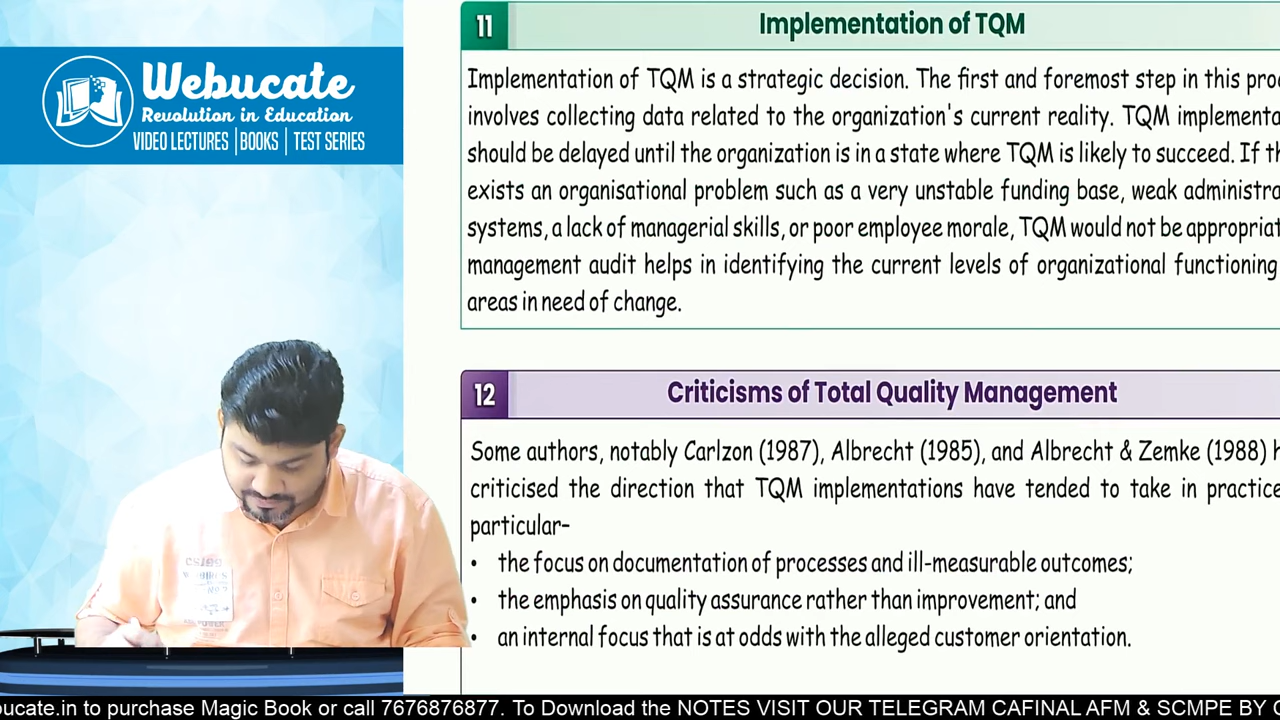 Webucate
Revolution in Education
VIDEO LECTURES | BOOKS | TEST SERIES
11 Implementation of TQM
Implementation of TQM is a strategic decision. The first and foremost step in this
involves collecting data related to the organization's current reality. TQM
should be delayed until the organization is in a state where TQM is likely to succeed. If
exists an organisational problem such as a very unstable funding base, weak
systems, a lack of managerial skills, or poor employee morale, TQM would not be
management audit helps in identifying the current levels of organizational functioning
areas in need of change.
12 Criticisms of Total Quality Management
Some authors, notably Carlzon (1987), Albrecht (1985), and Albrecht & Zemke (1988)
criticised the direction that TQM implementations have tended to take in practice
particular–
• the focus on documentation of processes and ill-measurable outcomes;
• the emphasis on quality assurance rather than improvement; and
• an internal focus that is at odds with the alleged customer orientation.
ucate.in to purchase Magic Book or call 7676876877. To Download the NOTES VISIT OUR TELEGRAM CAFINAL AFM & SCMPE BY